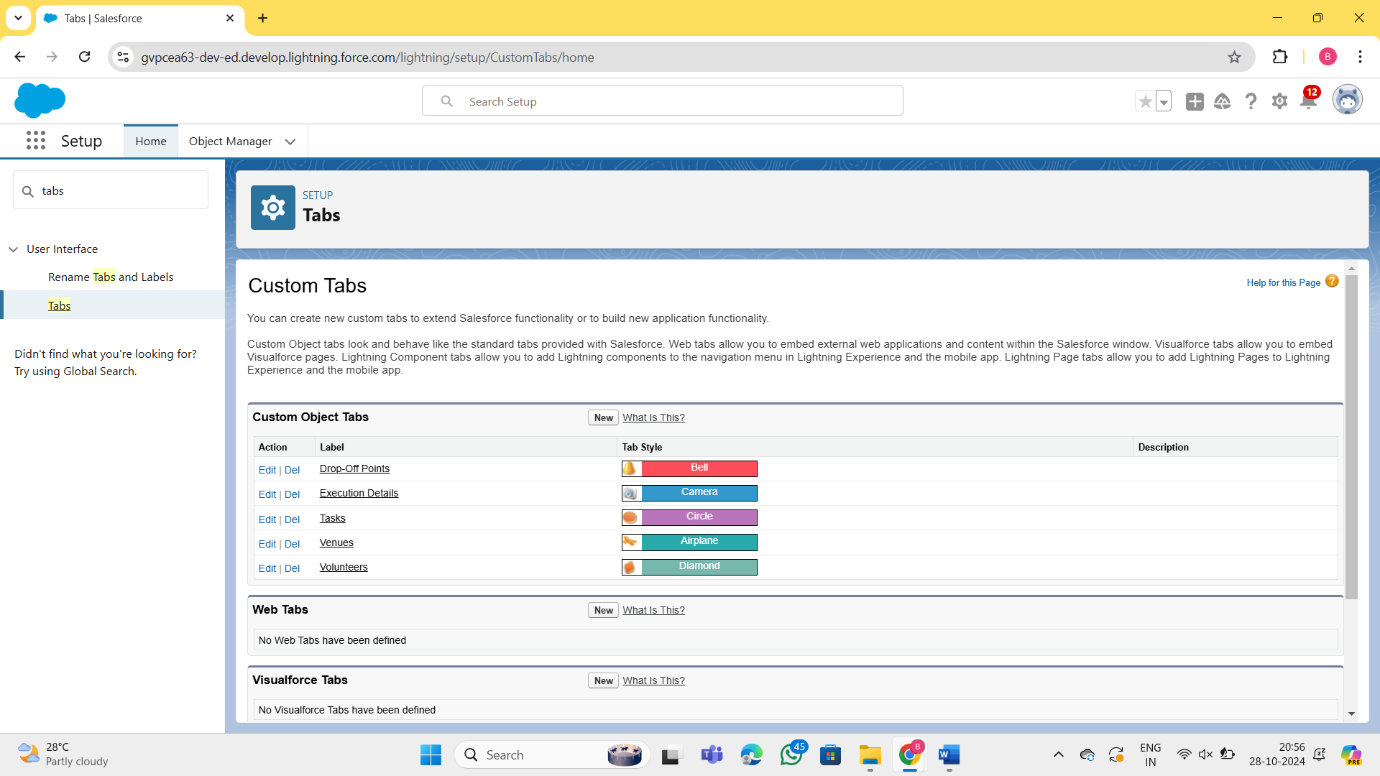 Tabs | Salesforce
gvpcea63-dev-ed.develop.lightning.force.com/lightning/setup/CustomTabs/home
B
Search Setup
12
Setup
Home
Object Manager
tabs
User Interface
Rename Tabs and Labels
Tabs
Didn't find what you're looking for?
Try using Global Search.
SETUP
Tabs
Custom Tabs
Help for this Page ?
You can create new custom tabs to extend Salesforce functionality or to build new application functionality.
Custom Object tabs look and behave like the standard tabs provided with Salesforce. Web tabs allow you to embed external web applications and content within the Salesforce window. Visualforce tabs allow you to embed
Visualforce pages. Lightning Component tabs allow you to add Lightning components to the navigation menu in Lightning Experience and the mobile app. Lightning Page tabs allow you to add Lightning Pages to Lightning
Experience and the mobile app.
Custom Object Tabs New What Is This?
Action Label Tab Style Description
Edit | Del Drop-Off Points Bell
Edit | Del Execution Details Camera
Edit | Del Tasks Circle
Edit | Del Venues Airplane
Edit | Del Volunteers Diamond
Web Tabs New What Is This?
No Web Tabs have been defined
Visualforce Tabs New What Is This?
No Visualforce Tabs have been defined
28°C
Partly cloudy
Search
45
B
W
ENG
IN
20:56
28-10-2024
PRE